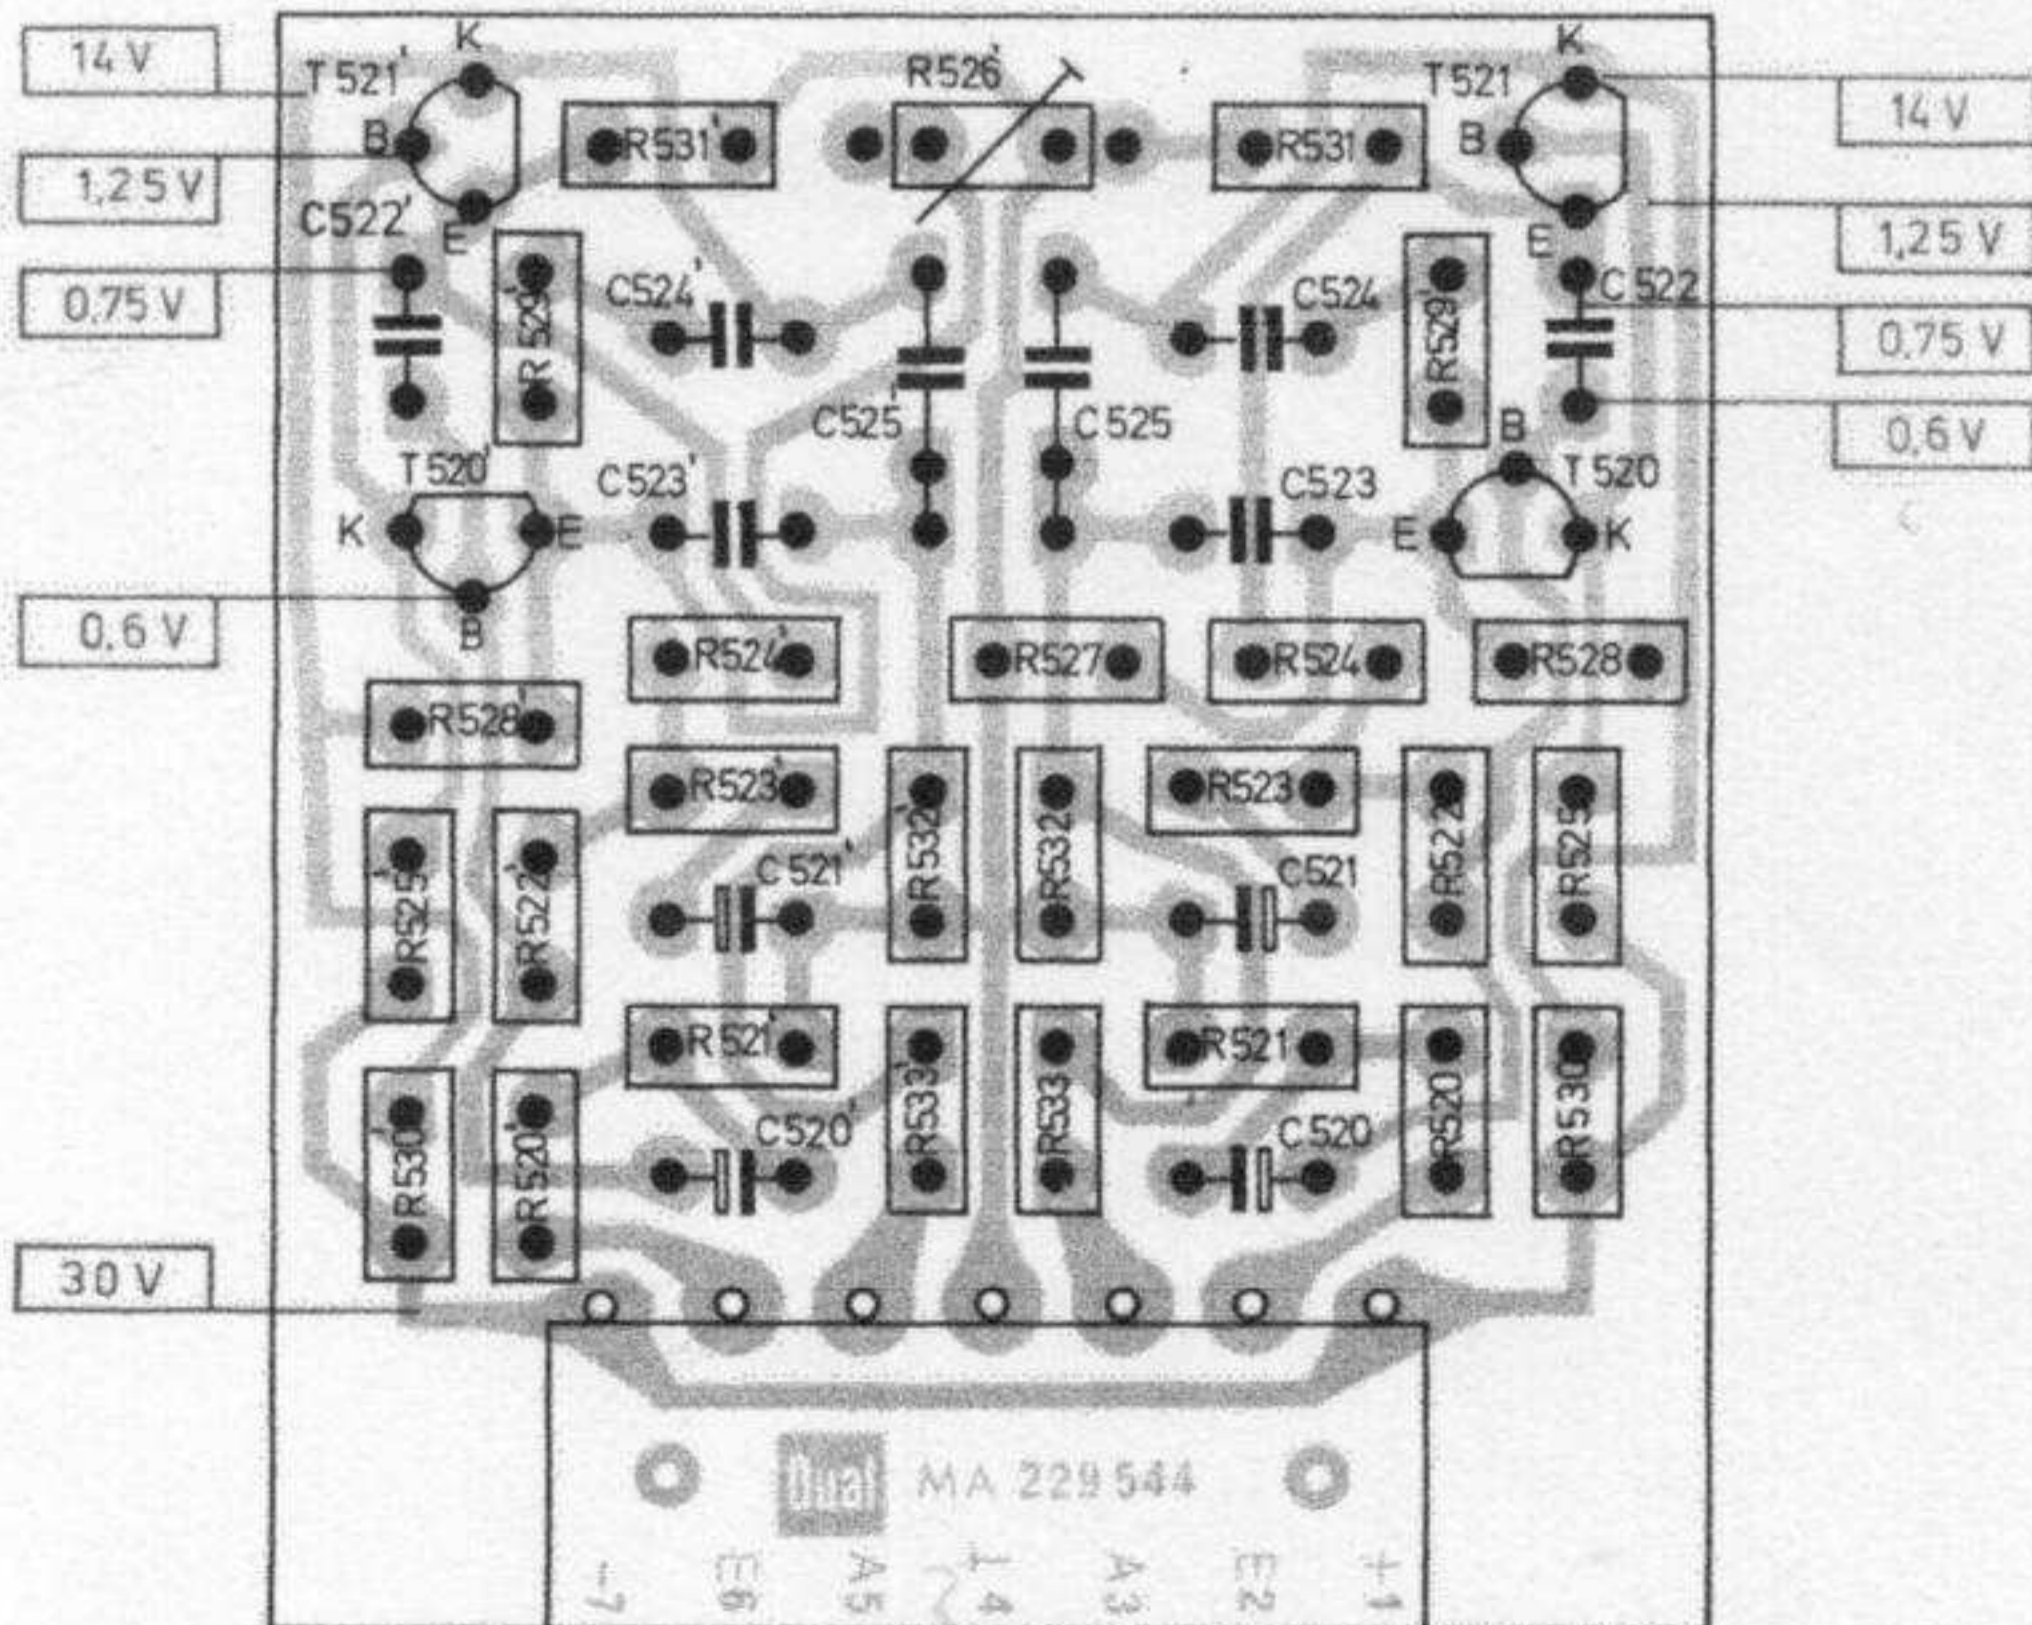 14 V
K
T521'
R526'
T521
K
B
R531'
R531
B
14 V
1,25 V
C522'
E
E
1,25 V
0,75 V
R529'
C524'
C524
R529'
C522
0,75 V
C525'
C525
B
0,6 V
T520'
C523'
C523
T520
K
E
E
K
0,6 V
B
R524'
R527
R524
R528
R528'
R523'
R532'
R532
R523
R522
R525
R525'
R522'
C521'
C521
R521'
R533'
R533
R521
R520
R530
R530'
R520'
C520'
C520
30 V
Dual MA 229 544
-7
E6
A5
⊥4
A3
E2
+1